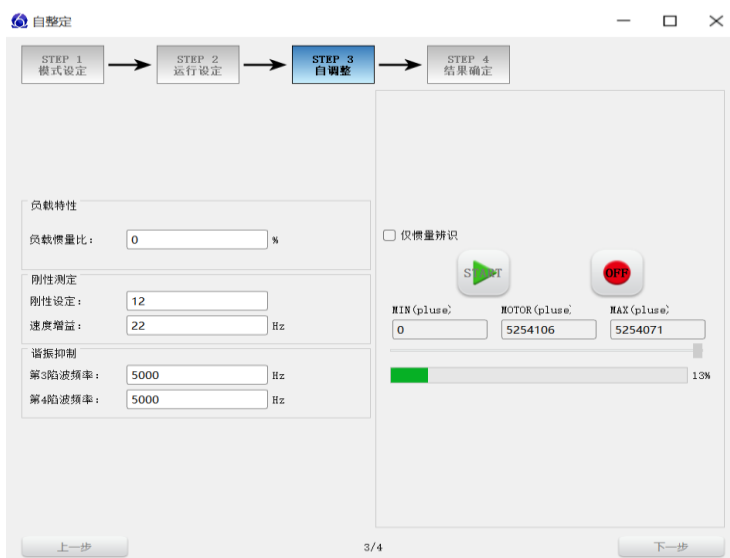 自整定
STEP 1
模式设定
STEP 2
运行设定
STEP 3
自调整
STEP 4
结果确定
负载特性
负载惯量比： 0 %
刚性测定
刚性设定： 12
速度增益： 22 Hz
谐振抑制
第3陷波频率： 5000 Hz
第4陷波频率： 5000 Hz
仅惯量辨识
START
OFF
MIN(pluse) MOTOR(pluse) MAX(pluse)
0 5254106 5254071
13%
上一步
3/4
下一步